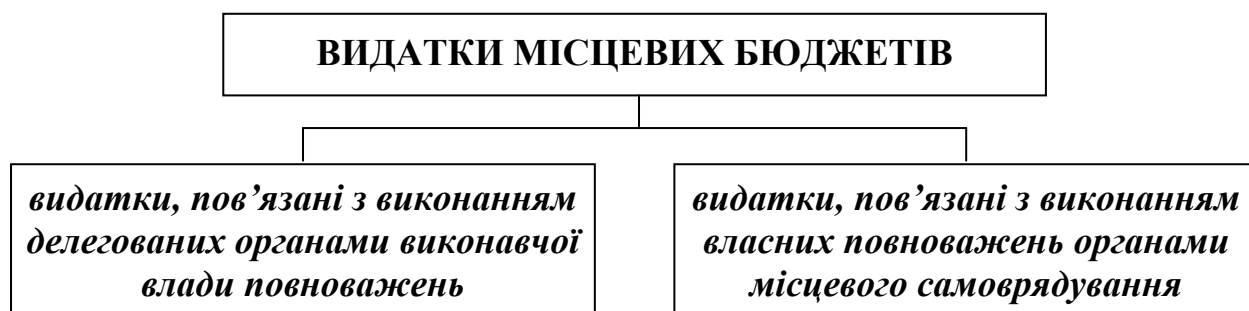 ВИДАТКИ МІСЦЕВИХ БЮДЖЕТІВ
видатки, пов’язані з виконанням
делегованих органами виконавчої
влади повноважень
видатки, пов’язані з виконанням
власних повноважень органами
місцевого самоврядування